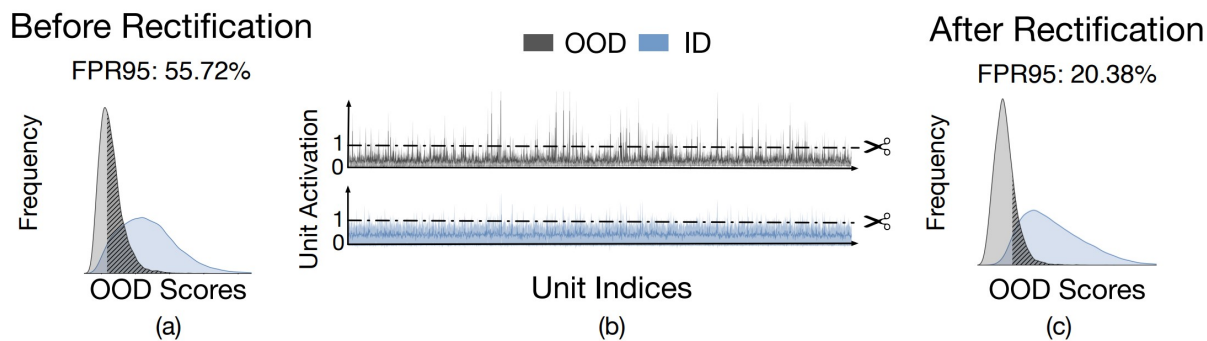 Before Rectification
FPR95: 55.72%
Frequency
OOD Scores
(a)
OOD ID
Unit Activation
1
0
1
0
Unit Indices
(b)
After Rectification
FPR95: 20.38%
Frequency
OOD Scores
(c)